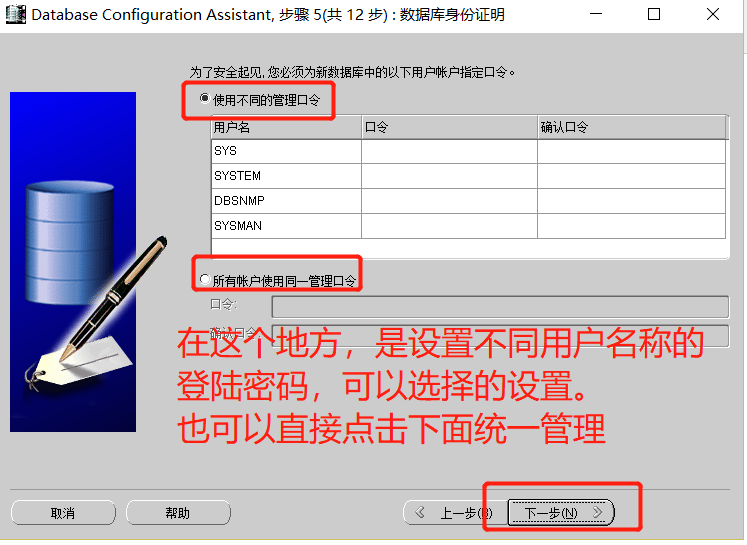 Database Configuration Assistant, 步骤 5(共 12 步) : 数据库身份证明
为了安全起见, 您必须为新数据库中的以下用户帐户指定口令。
使用不同的管理口令
用户名 口令 确认口令
SYS
SYSTEM
DBSNMP
SYSMAN
所有帐户使用同一管理口令
口令:
确认口令:
在这个地方，是设置不同用户名称的
登陆密码，可以选择的设置。
也可以直接点击下面统一管理
取消 帮助 上一步(B) 下一步(N)